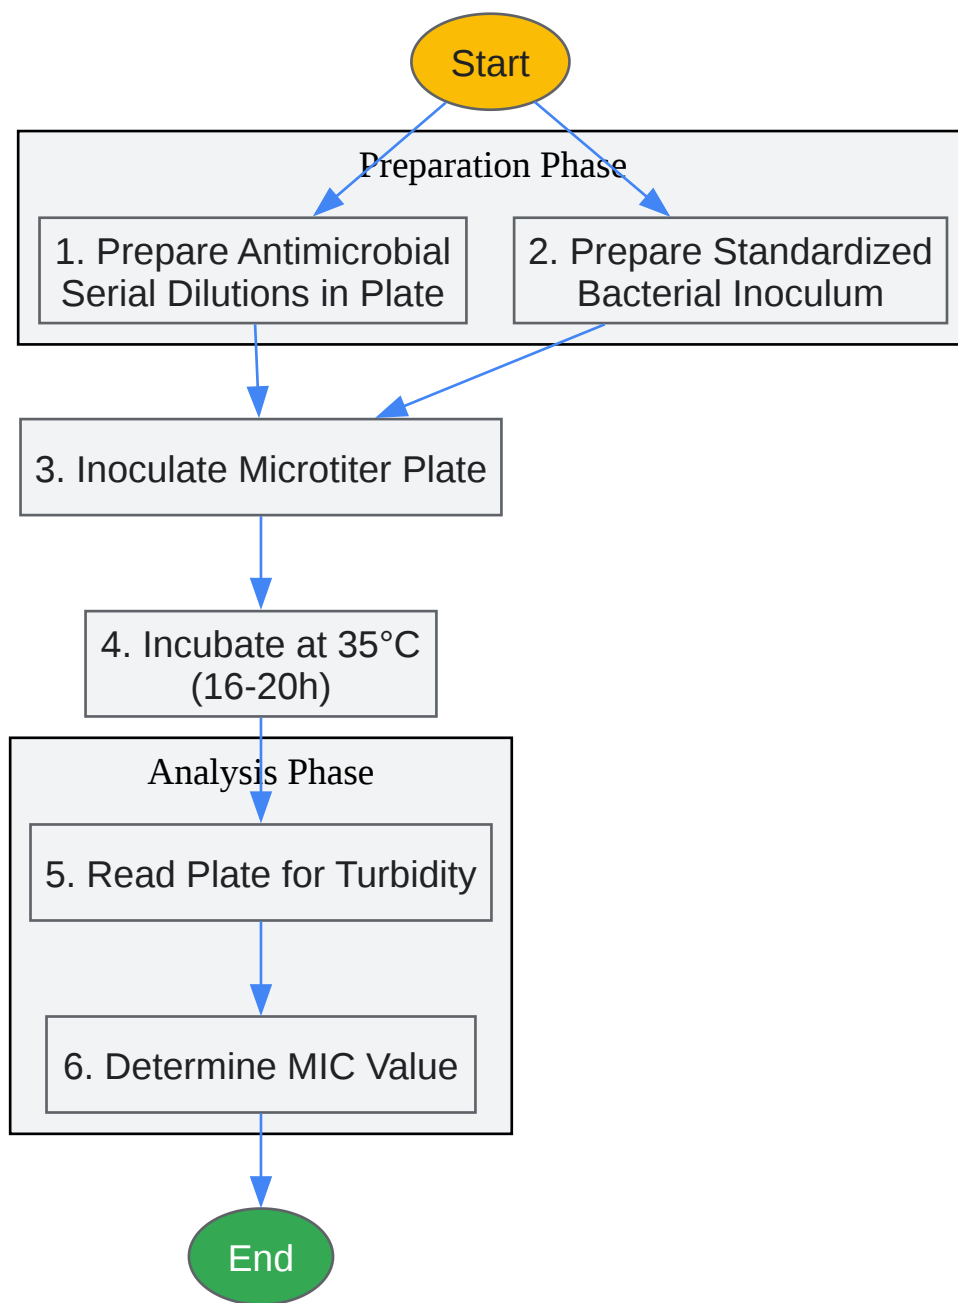 Start
Preparation Phase
1. Prepare Antimicrobial
Serial Dilutions in Plate
2. Prepare Standardized
Bacterial Inoculum
3. Inoculate Microtiter Plate
4. Incubate at 35°C
(16-20h)
Analysis Phase
5. Read Plate for Turbidity
6. Determine MIC Value
End